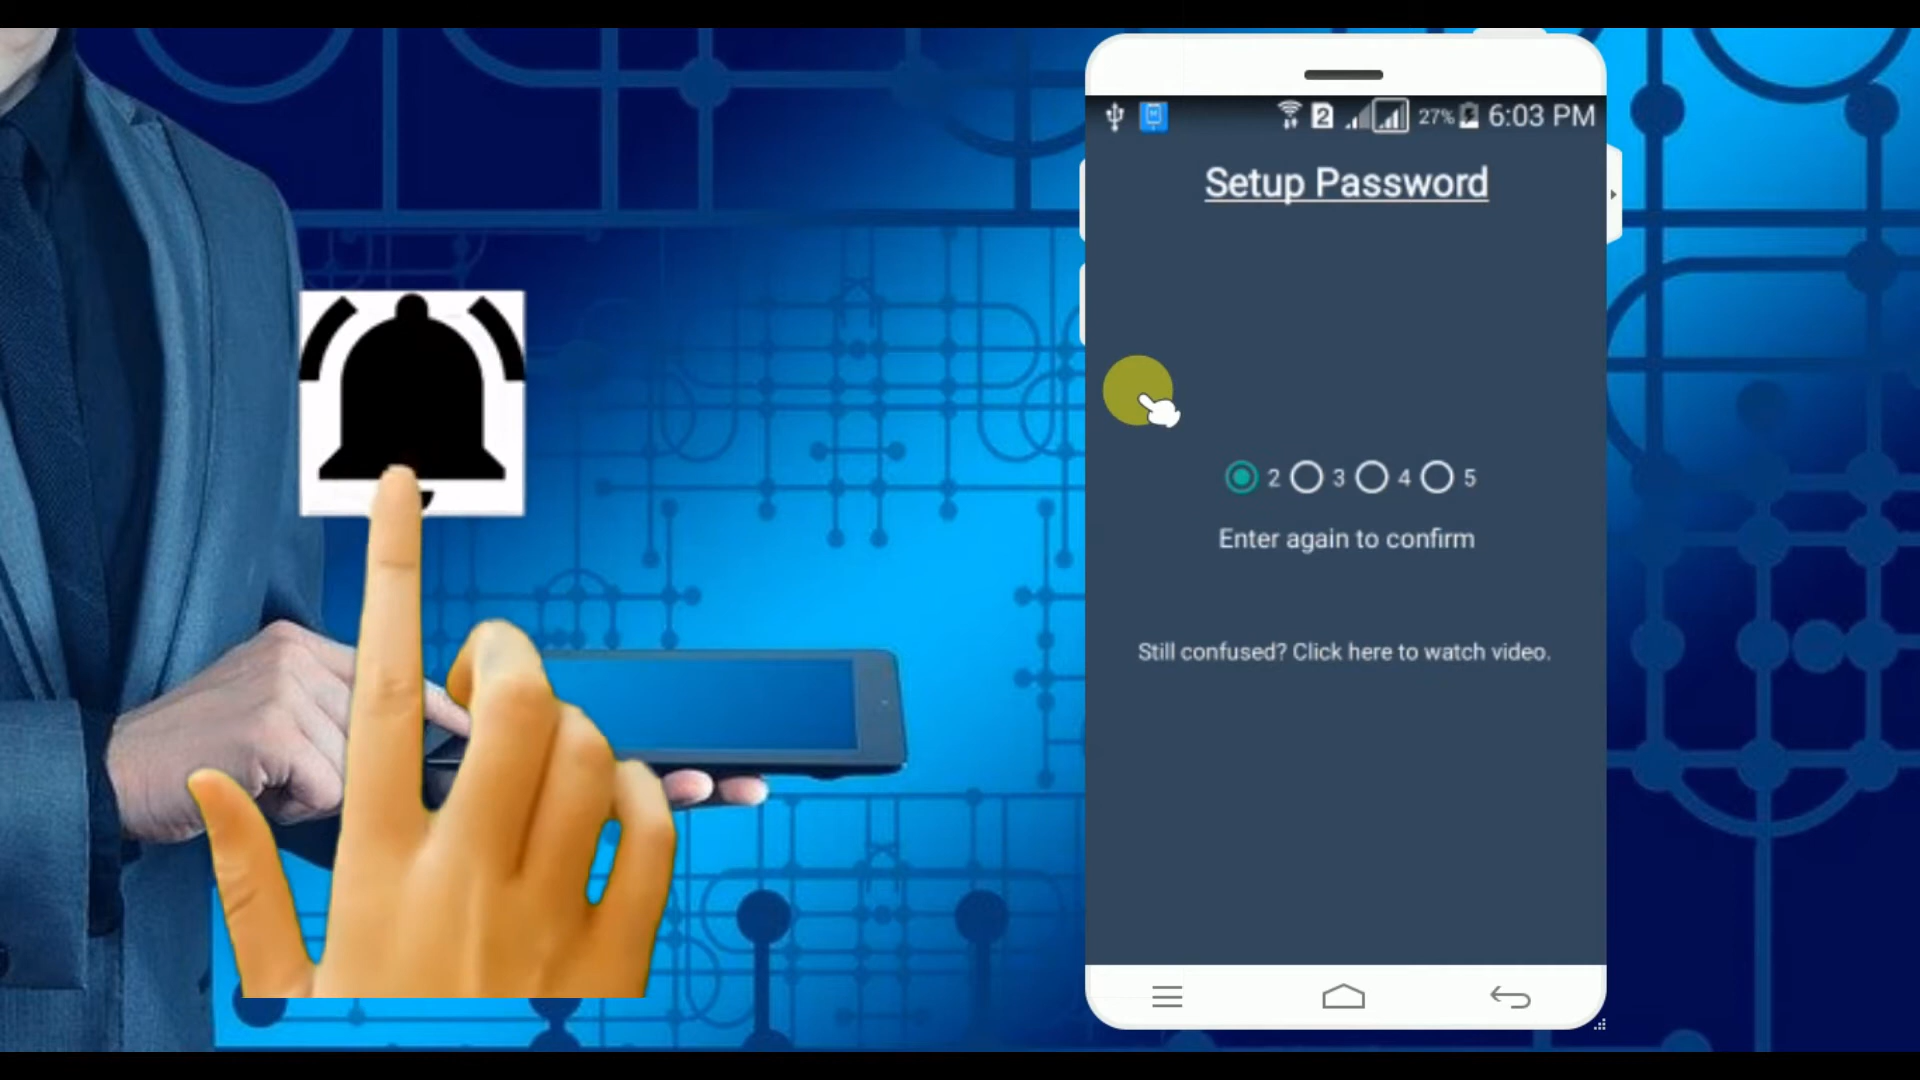 2 27% 6:03 PM
Setup Password
2 3 4 5
Enter again to confirm
Still confused? Click here to watch video.